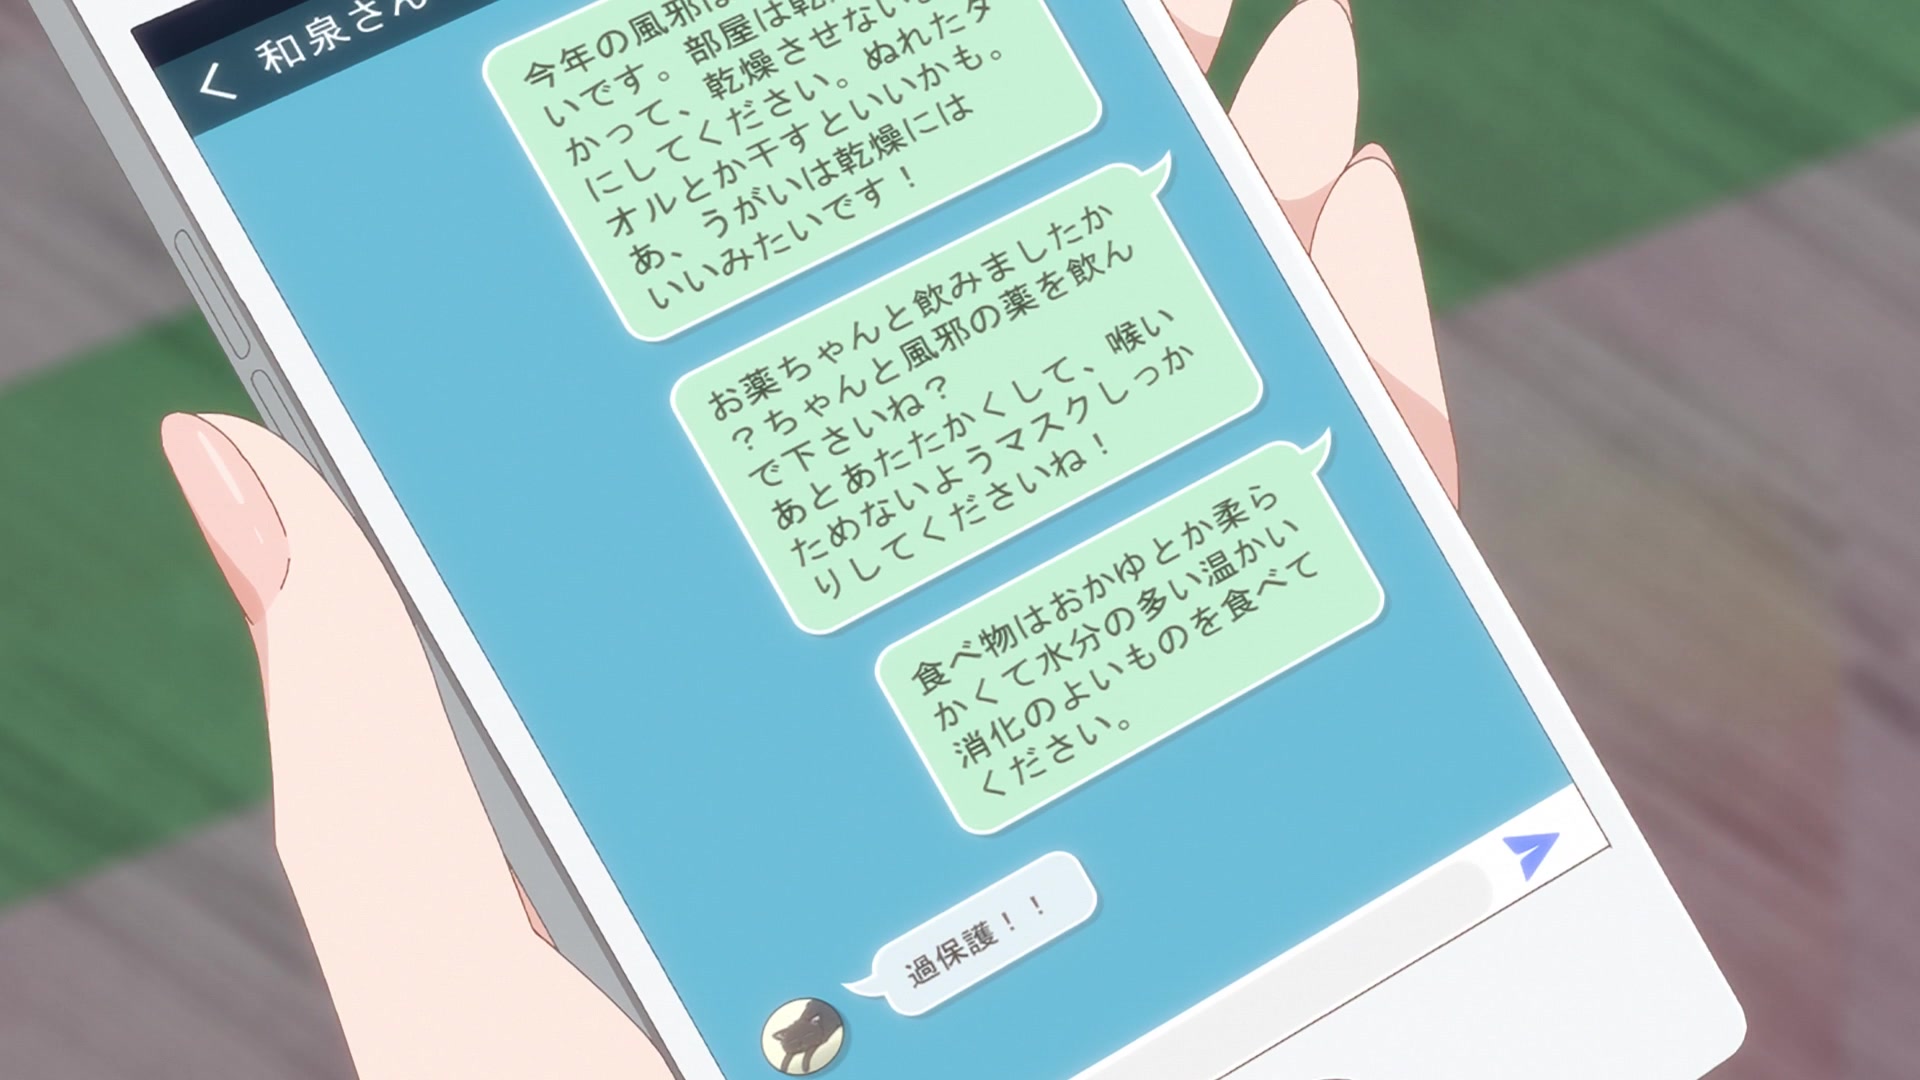 和泉さん
今年の風邪は
いです。部屋は乾
かって、乾燥させない
にしてください。ぬれたタ
オルとか干すといいかも。
あ、うがいは乾燥には
いいみたいです！
お薬ちゃんと飲みましたか
？ちゃんと風邪の薬を飲ん
で下さいね？
あとあたたかくして、喉い
ためないようマスクしっか
りしてくださいね！
食べ物はおかゆとか柔ら
かくて水分の多い温かい
消化のよいものを食べて
ください。
過保護！！